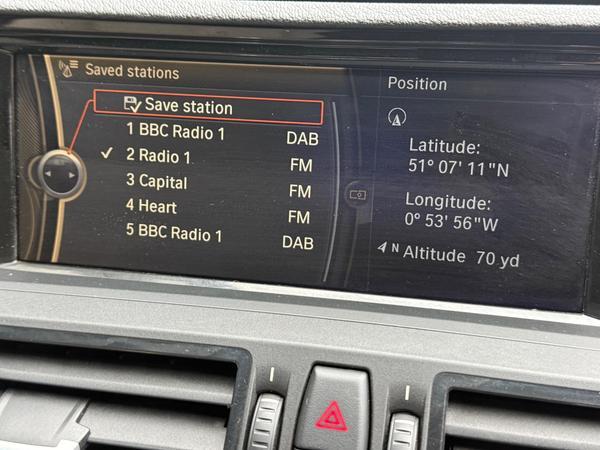 Saved stations
Save station
1 BBC Radio 1 DAB
2 Radio 1 FM
3 Capital FM
4 Heart FM
5 BBC Radio 1 DAB
Position
Latitude:
51° 07' 11"N
Longitude:
0° 53' 56"W
N Altitude 70 yd